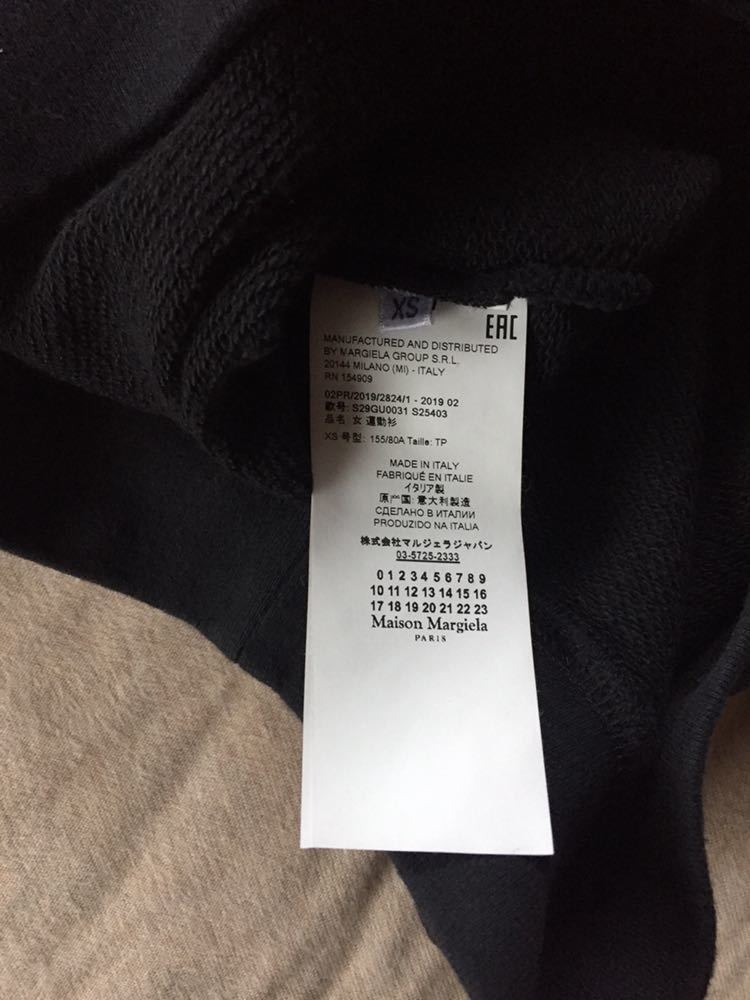 XS
EAC
MANUFACTURED AND DISTRIBUTED
BY MARGIELA GROUP S.R.L.
20144 MILANO (MI) - ITALY
RN 154909
02PR/2019/2824/1 - 2019 02
款号: S29GU0031 S25403
品名 女 運動衫
XS 号型: 155/80A Taille: TP
MADE IN ITALY
FABRIQUÉ EN ITALIE
イタリア製
原产国: 意大利製造
СДЕЛАНО В ИТАЛИИ
PRODUZIDO NA ITALIA
株式会社マルジェラジャパン
03-5725-2333
0 1 2 3 4 5 6 7 8 9
10 11 12 13 14 15 16
17 18 19 20 21 22 23
Maison Margiela
PARIS